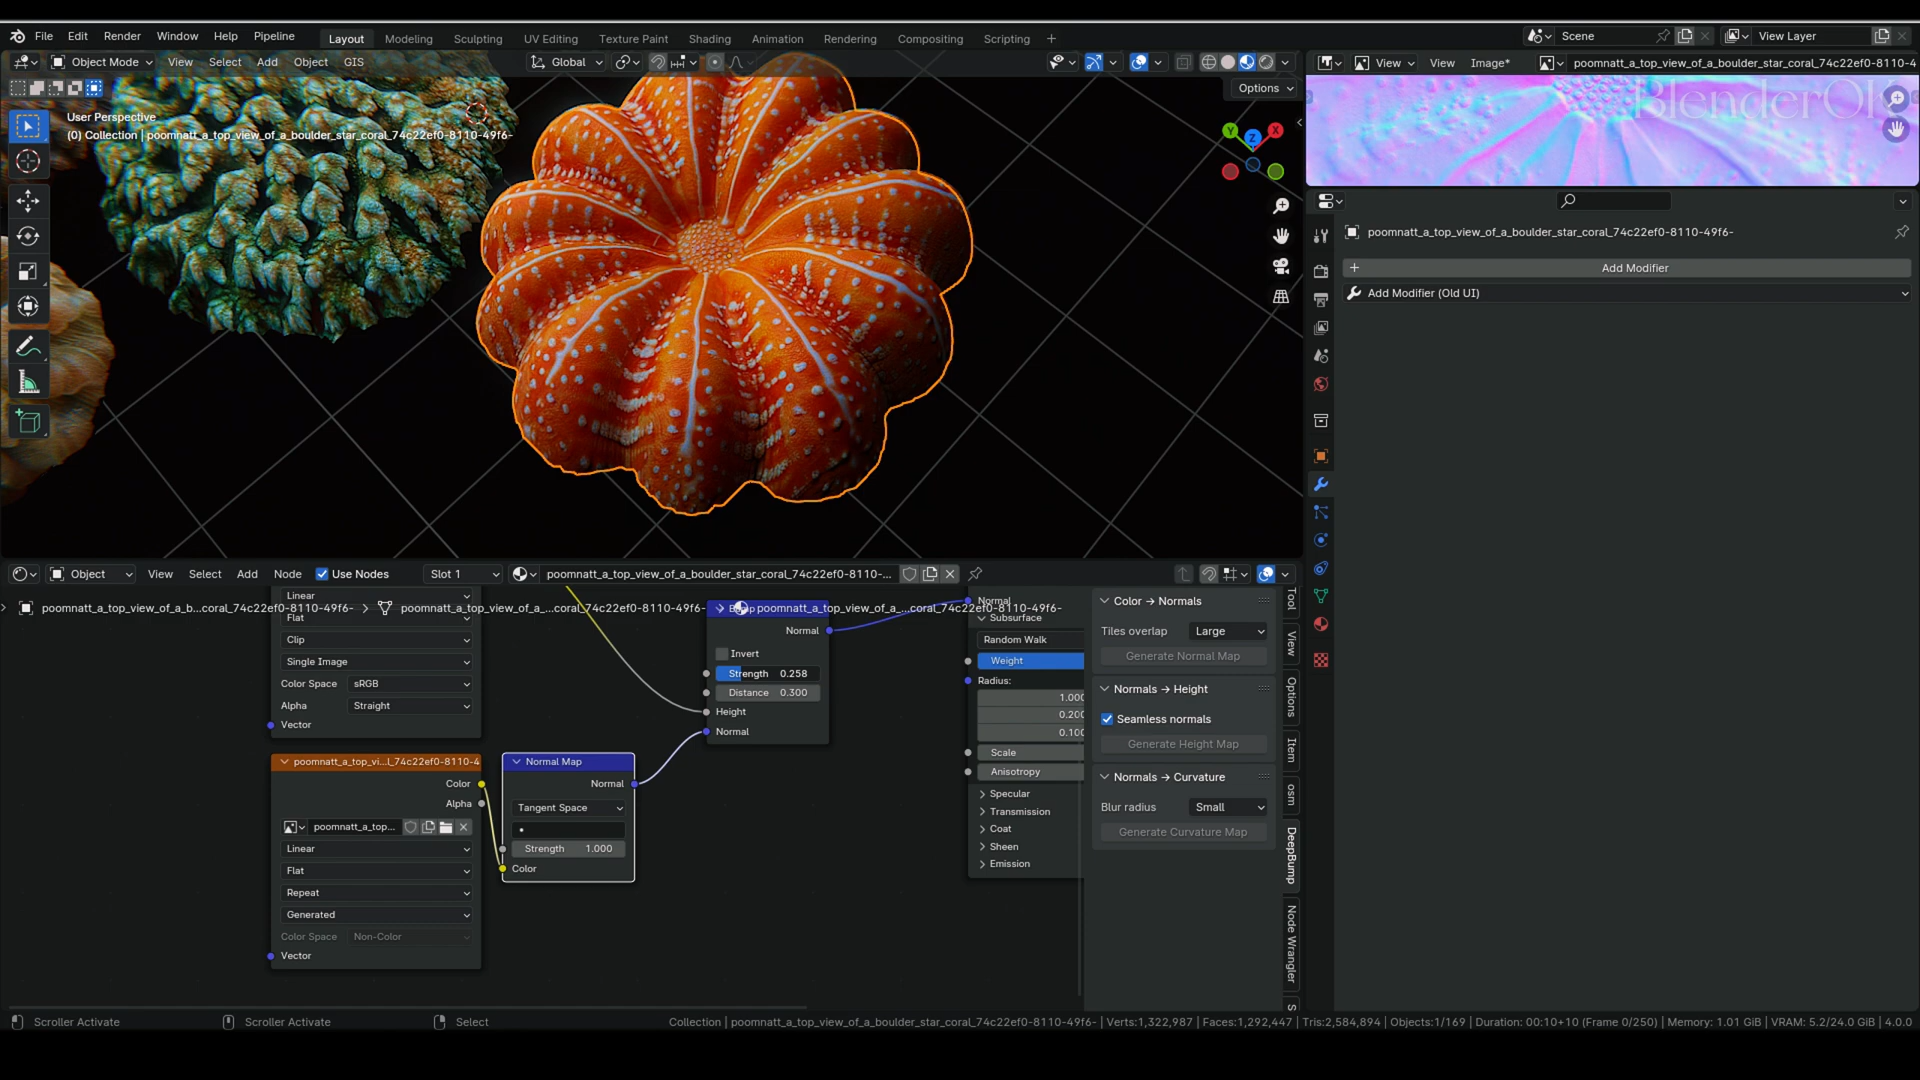 File Edit Render Window Help Pipeline Layout Modeling Sculpting UV Editing Texture Paint Shading Animation Rendering Compositing Scripting + Scene View Layer
Object Mode View Select Add Object GIS Global View View Image* poomnatt_a_top_view_of_a_boulder_star_coral_74c22ef0-8110-4
Options
BlenderOK
User Perspective
(0) Collection | poomnatt_a_top_view_of_a_boulder_star_coral_74c22ef0-8110-49f6-
Y Z X
poomnatt_a_top_view_of_a_boulder_star_coral_74c22ef0-8110-49f6-
+ Add Modifier
Add Modifier (Old UI)
Object View Select Add Node Use Nodes Slot 1 poomnatt_a_top_view_of_a_boulder_star_coral_74c22ef0-8110-...
poomnatt_a_top_view_of_a_b...coral_74c22ef0-8110-49f6- > poomnatt_a_top_view_of_a_...coral_74c22ef0-8110-49f6- poomnatt_a_top_view_of_a_...coral_74c22ef0-8110-49f6-
Linear
Flat
Clip
Single Image
Color Space sRGB
Alpha Straight
Vector
poomnatt_a_top_vi...l_74c22ef0-8110-4
Color
Alpha
poomnatt_a_top...
Linear
Flat
Repeat
Generated
Color Space Non-Color
Vector
Normal Map
Normal
Tangent Space
Strength 1.000
Color
Normal
Invert
Strength 0.258
Distance 0.300
Height
Normal
Normal
Subsurface
Random Walk
Weight
Radius:
1.000
0.200
0.100
Scale
Anisotropy
Specular
Transmission
Coat
Sheen
Emission
Color → Normals
Tiles overlap Large
Generate Normal Map
Normals → Height
Seamless normals
Generate Height Map
Normals → Curvature
Blur radius Small
Generate Curvature Map
Tool
View
Options
Item
osm
DeepBump
Node Wrangler
S
Scroller Activate Scroller Activate Select Collection | poomnatt_a_top_view_of_a_boulder_star_coral_74c22ef0-8110-49f6- | Verts:1,322,987 | Faces:1,292,447 | Tris:2,584,894 | Objects:1/169 | Duration: 00:10+10 (Frame 0/250) | Memory: 1.01 GiB | VRAM: 5.2/24.0 GiB | 4.0.0